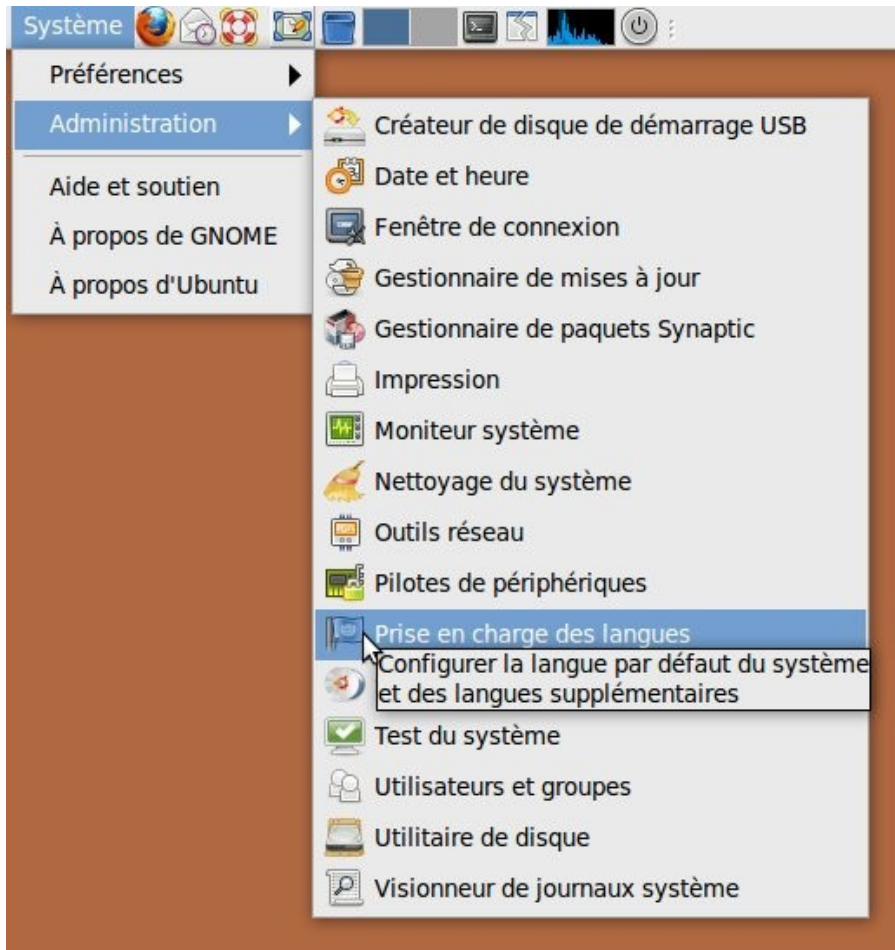 Système
Préférences
Administration
Aide et soutien
À propos de GNOME
À propos d'Ubuntu
Créateur de disque de démarrage USB
Date et heure
Fenêtre de connexion
Gestionnaire de mises à jour
Gestionnaire de paquets Synaptic
Impression
Moniteur système
Nettoyage du système
Outils réseau
Pilotes de périphériques
Prise en charge des langues
Configurer la langue par défaut du système
et des langues supplémentaires
Test du système
Utilisateurs et groupes
Utilitaire de disque
Visionneur de journaux système